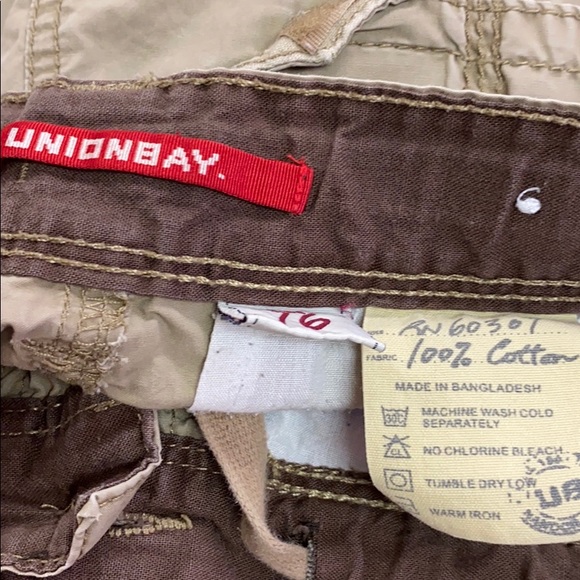 UNIONBAY.
6
RN 60301
FABRIC 100% Cotton
MADE IN BANGLADESH
MACHINE WASH COLD
SEPARATELY
NO CHLORINE BLEACH
CL
TUMBLE DRY LOW
WARM IRON